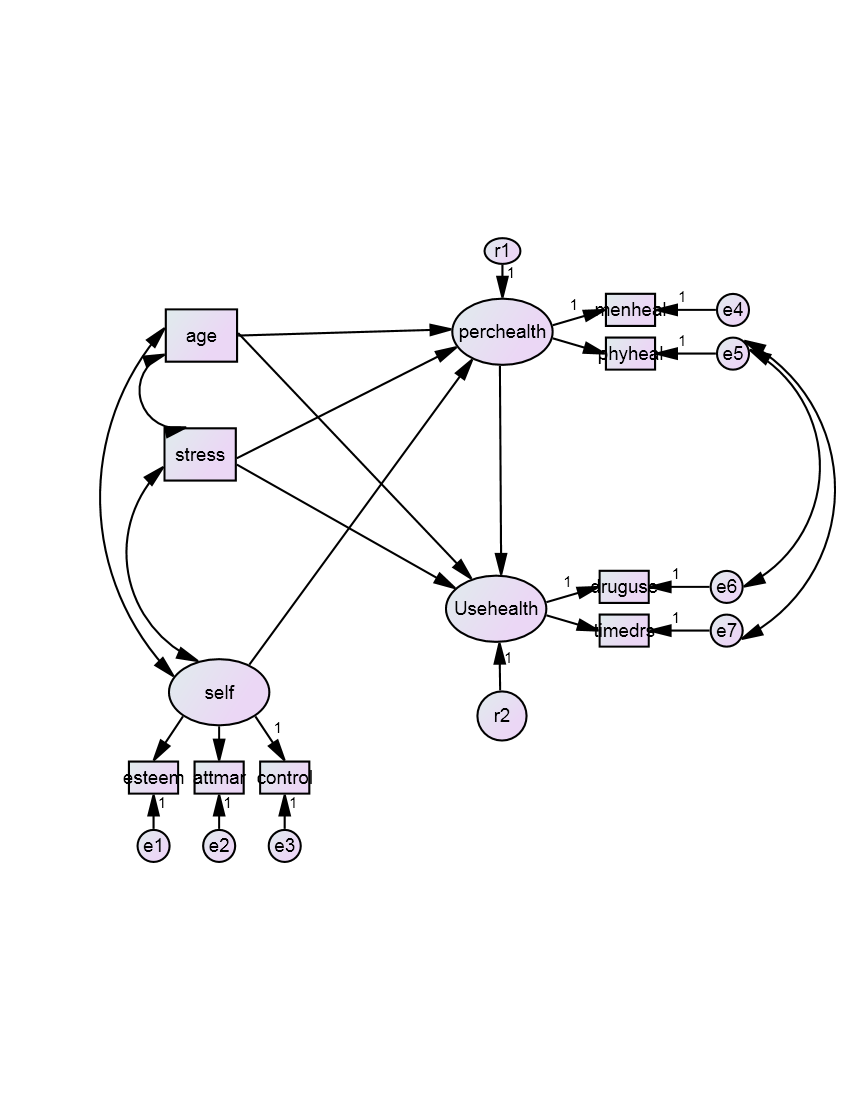 r1
1
age
perchealth
1
menheal
1
e4
phyheal
1
e5
stress
Usehealth
1
druguse
1
e6
timedrs
1
e7
1
r2
self
1
esteem
attmar
control
1
1
1
e1
e2
e3